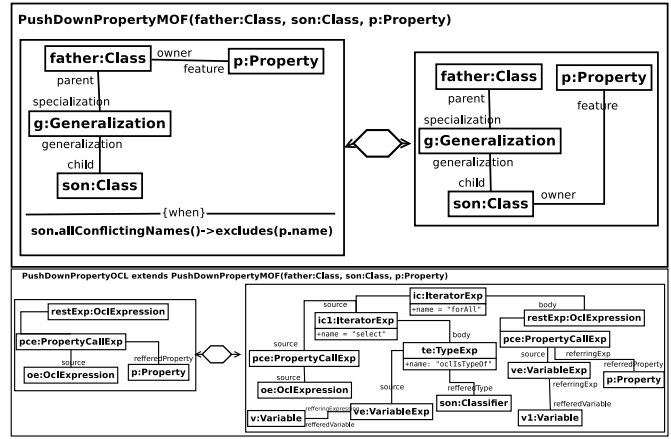 PushDownPropertyMOF(father:Class, son:Class, p:Property)
father:Class
owner
p:Property
feature
parent
specialization
g:Generalization
generalization
child
son:Class
{when}
son.allConflictingNames()->excludes(p.name)
father:Class
p:Property
parent
feature
specialization
g:Generalization
generalization
child
son:Class
owner
PushDownPropertyOCL extends PushDownPropertyMOF(father:Class, son:Class, p:Property)
restExp:OclExpression
pce:PropertyCallExp
source
refferedProperty
oe:OclExpression
p:Property
ic:IteratorExp
+name = "forAll"
source
body
ic1:IteratorExp
+name = "select"
restExp:OclExpression
source
body
pce:PropertyCallExp
pce:PropertyCallExp
te:TypeExp
+name: "oclIsTypeOf"
source
referringExp
referredProperty
source
oe:OclExpression
ve:VariableExp
p:Property
source
refferedType
referringExp
v:Variable
refferingExpression
refferedVariable
ve:VariableExp
son:Classifier
refferedVariable
v1:Variable